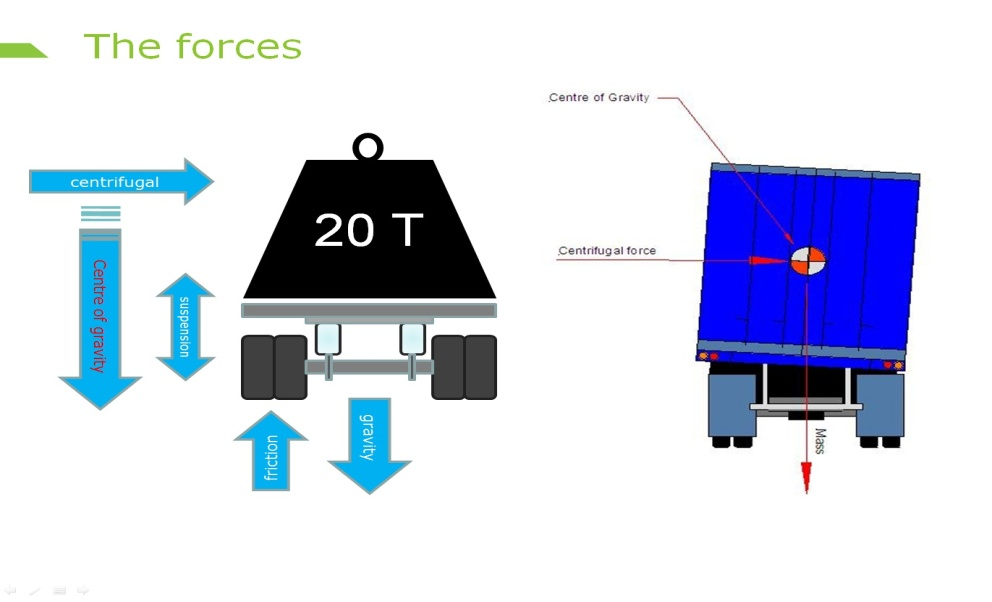 The forces
Centre of Gravity
centrifugal
20 T
Centrifugal force
Centre of gravity
suspension
friction
gravity
Mass